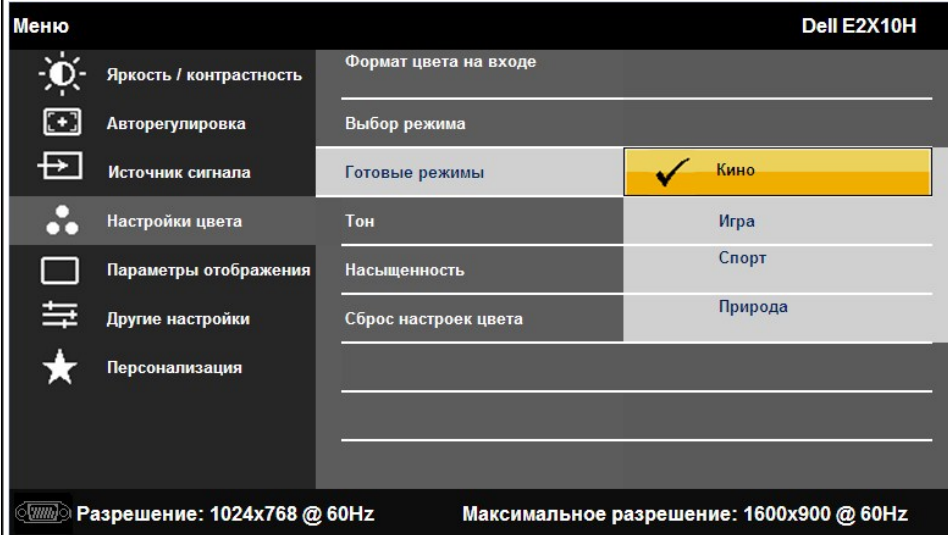 Меню Dell E2X10H
Яркость / контрастность Формат цвета на входе
Авторегулировка Выбор режима
Источник сигнала Готовые режимы Кино
Настройки цвета Тон Игра
Параметры отображения Насыщенность Спорт
Другие настройки Сброс настроек цвета Природа
Персонализация
Разрешение: 1024x768 @ 60Hz Максимальное разрешение: 1600x900 @ 60Hz